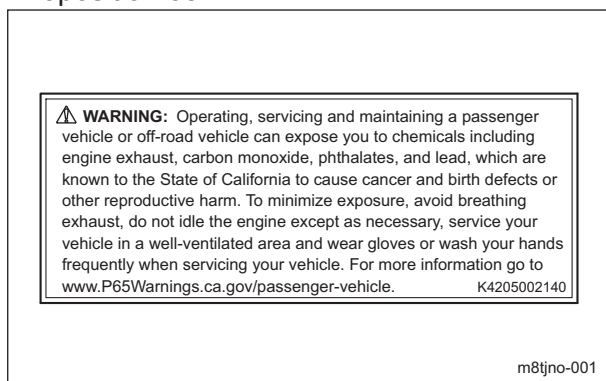 ⚠ WARNING: Operating, servicing and maintaining a passenger
vehicle or off-road vehicle can expose you to chemicals including
engine exhaust, carbon monoxide, phthalates, and lead, which are
known to the State of California to cause cancer and birth defects or
other reproductive harm. To minimize exposure, avoid breathing
exhaust, do not idle the engine except as necessary, service your
vehicle in a well-ventilated area and wear gloves or wash your hands
frequently when servicing your vehicle. For more information go to
www.P65Warnings.ca.gov/passenger-vehicle. K4205002140
m8tjno-001